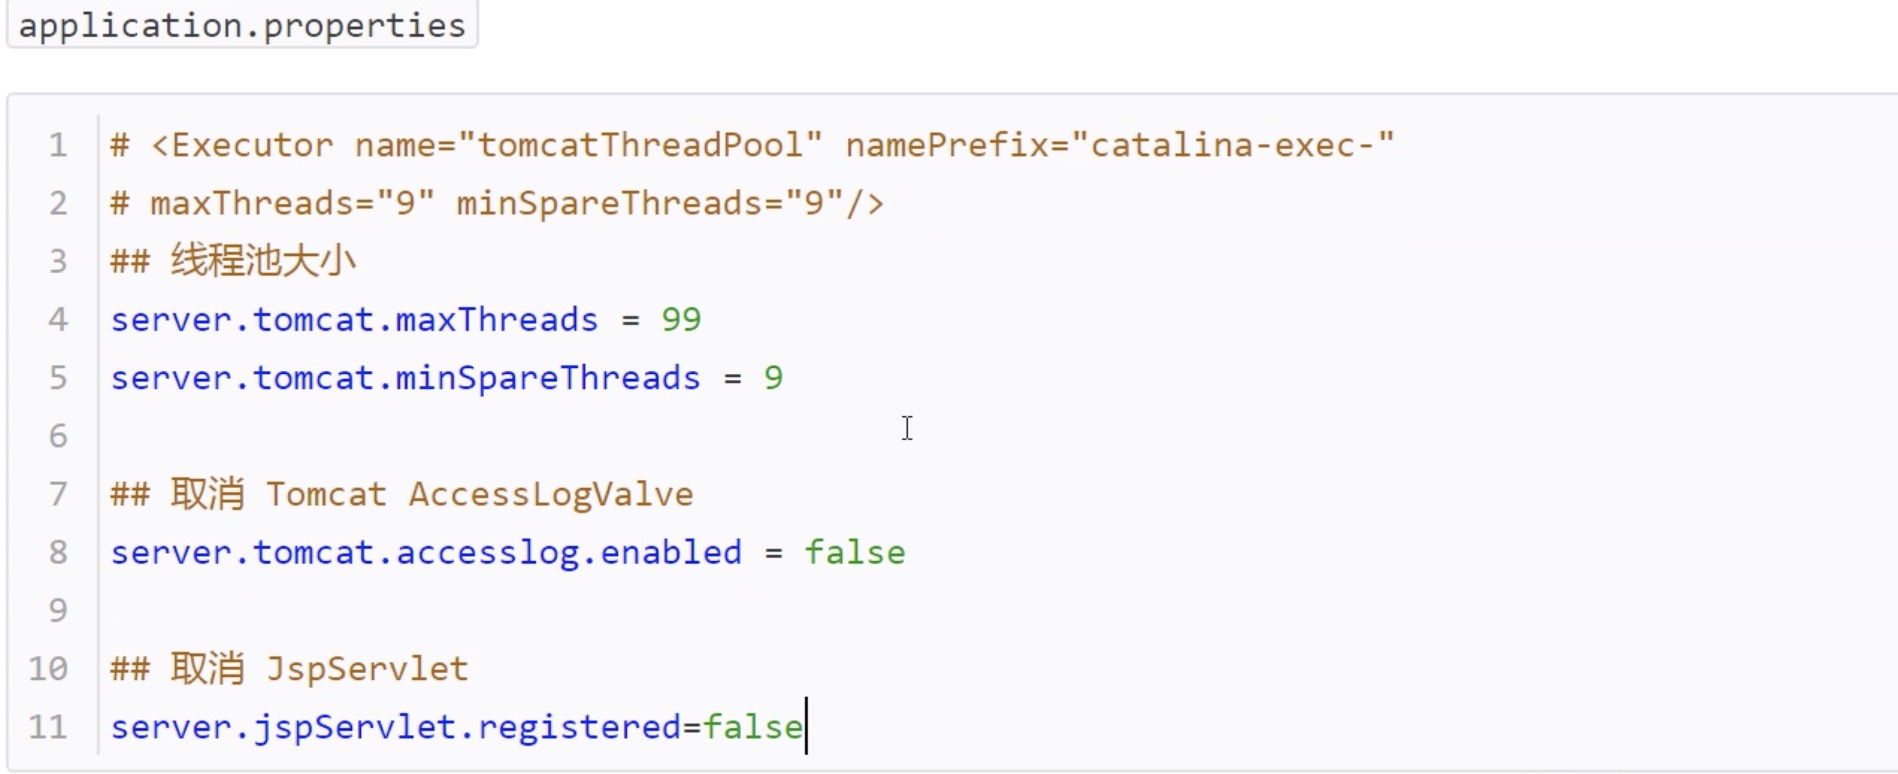 application.properties
1 # <Executor name="tomcatThreadPool" namePrefix="catalina-exec-"
2 # maxThreads="9" minSpareThreads="9"/>
3 ## 线程池大小
4 server.tomcat.maxThreads = 99
5 server.tomcat.minSpareThreads = 9
6
7 ## 取消 Tomcat AccessLogValve
8 server.tomcat.accesslog.enabled = false
9
10 ## 取消 JspServlet
11 server.jspServlet.registered=false